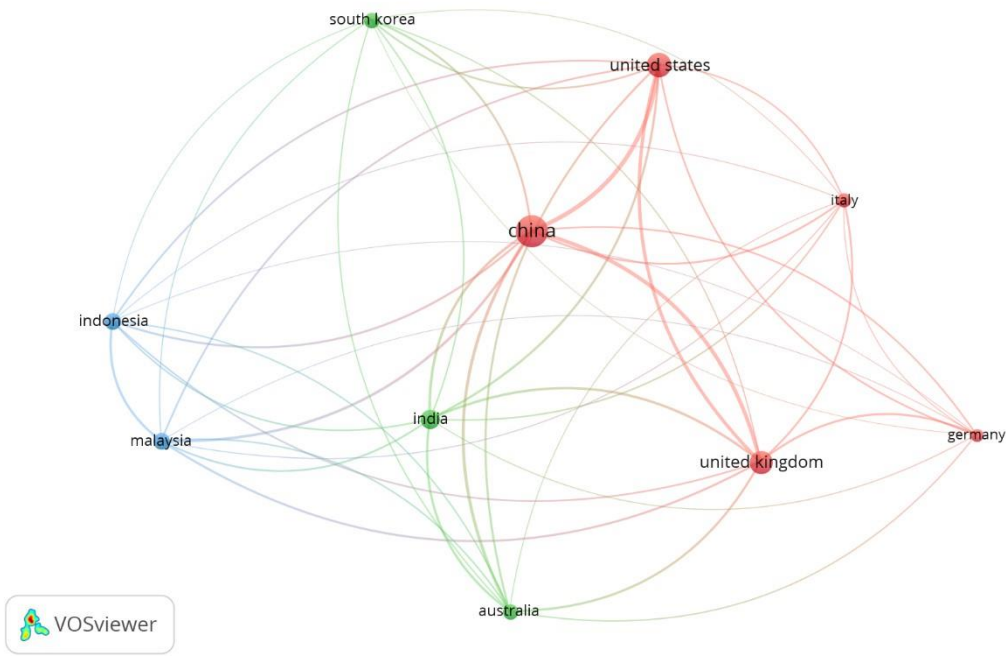 south korea
united states
italy
china
indonesia
india
malaysia
germany
united kingdom
australia
VOSviewer